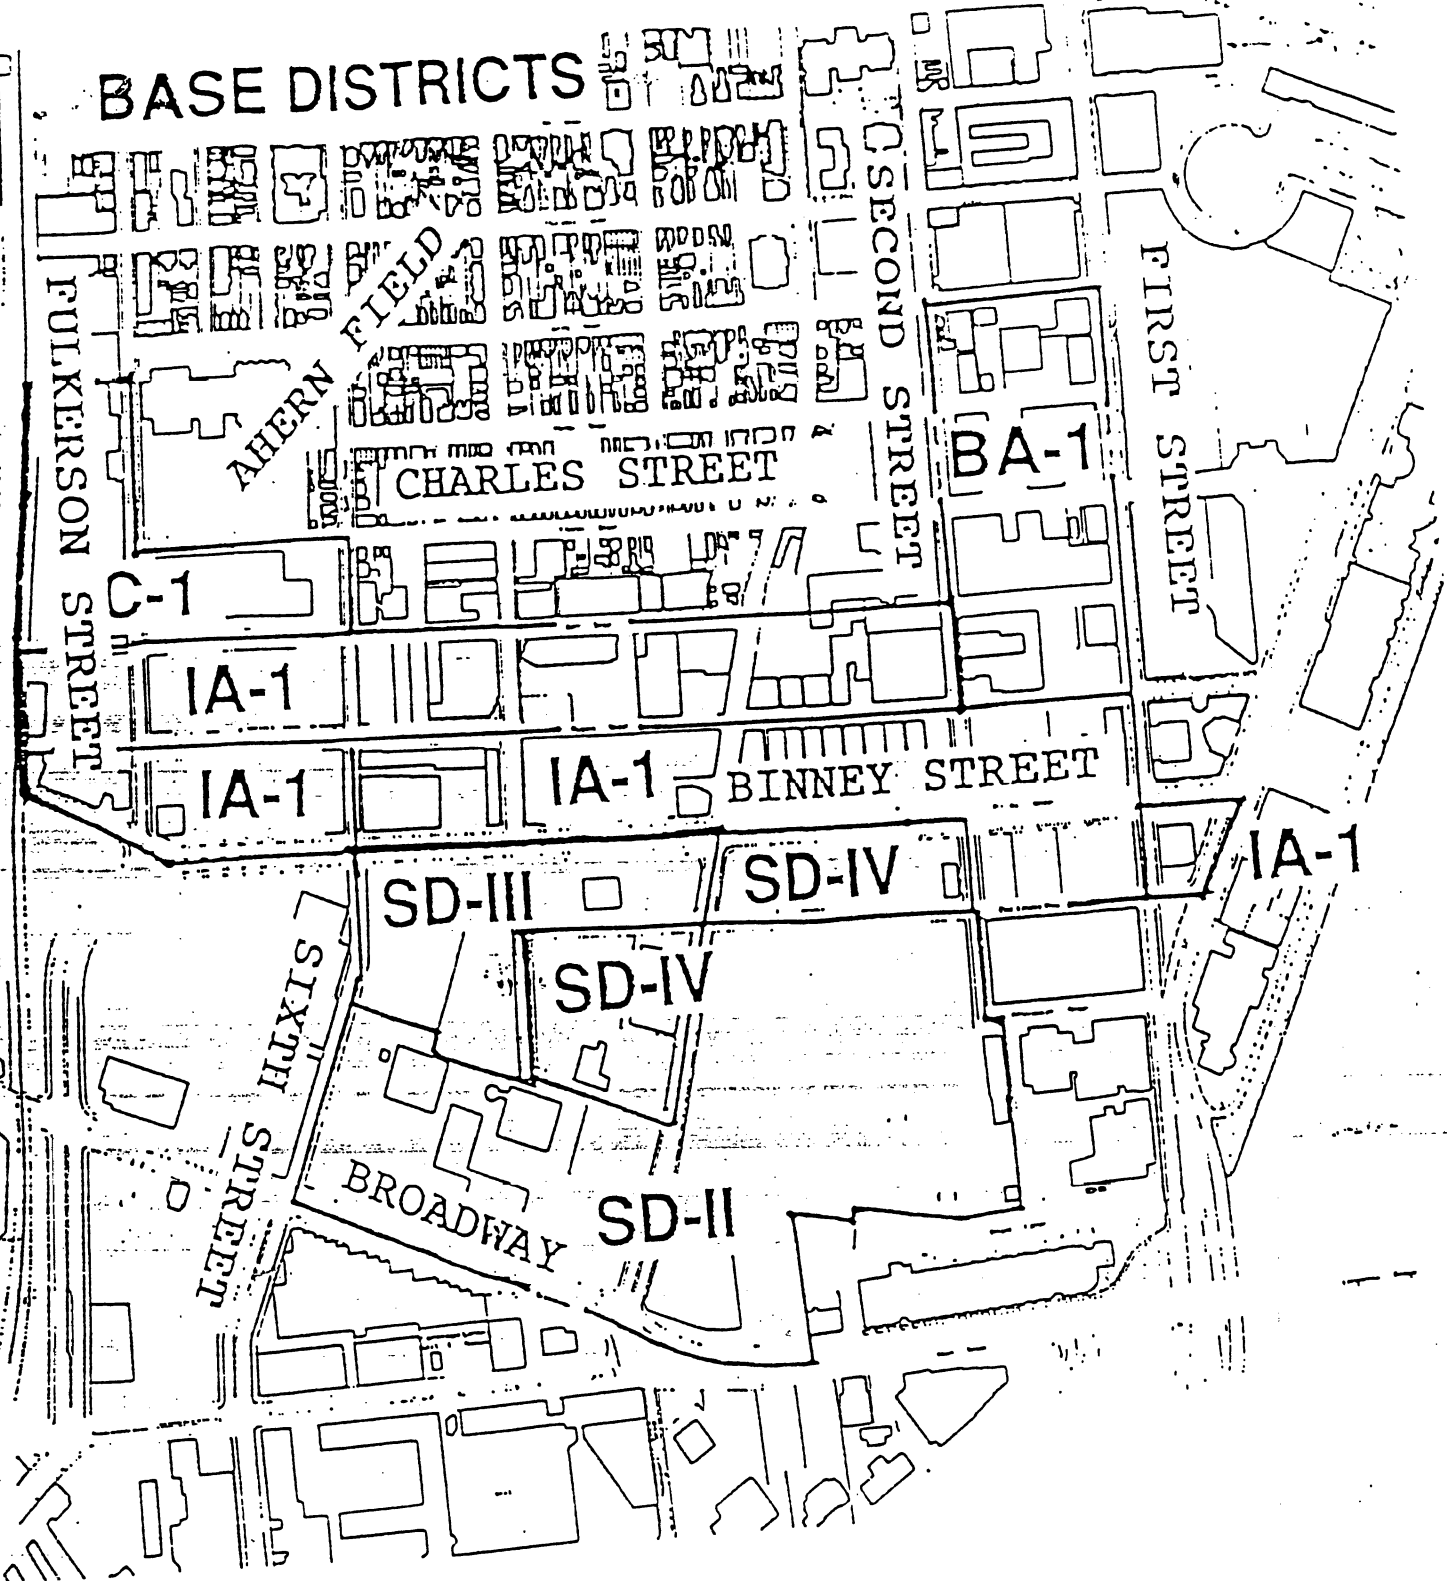 BASE DISTRICTS
FULKERSON STREET
AHERN FIELD
SECOND STREET
FIRST STREET
CHARLES STREET
BA-1
C-1
IA-1
IA-1
IA-1
BINNEY STREET
IA-1
SD-III
SD-IV
SD-IV
SIXTH STREET
BROADWAY
SD-II